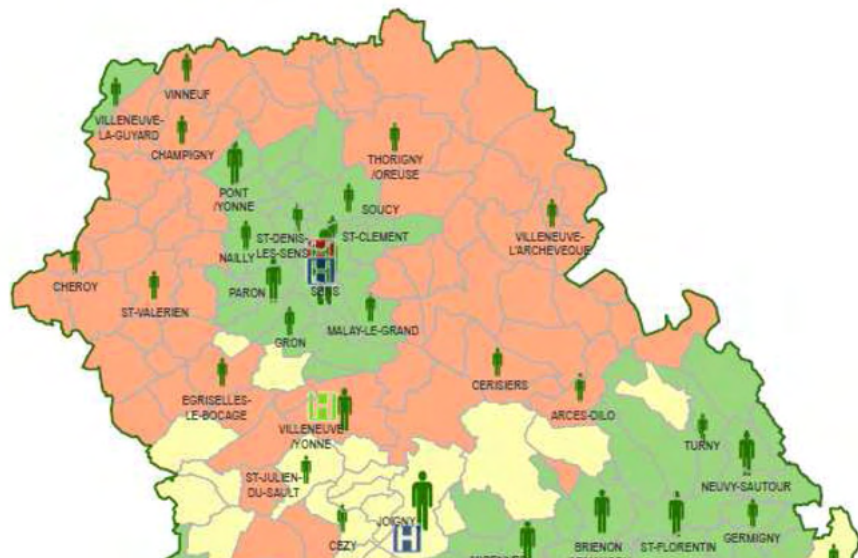 VINNEUF
VILLENEUVE-
LA-GUYARD
CHAMPIGNY
THORIGNY
/OREUSE
PONT
/YONNE
SOUCY
ST-DENIS-
LES-SENS
ST-CLEMENT
VILLENEUVE-
L'ARCHEVEQUE
NAILLY
CHEROY
PARON
SENS
ST-VALERIEN
MALAY-LE-GRAND
GRON
EGRISELLES-
LE-BOCAGE
CERISIERS
ARCES-DILO
VILLENEUVE
/YONNE
TURNY
ST-JULIEN-
DU-SAULT
NEUVY-SAUTOUR
JOIGNY
CEZY
BRIENON
ST-FLORENTIN
GERMIGNY